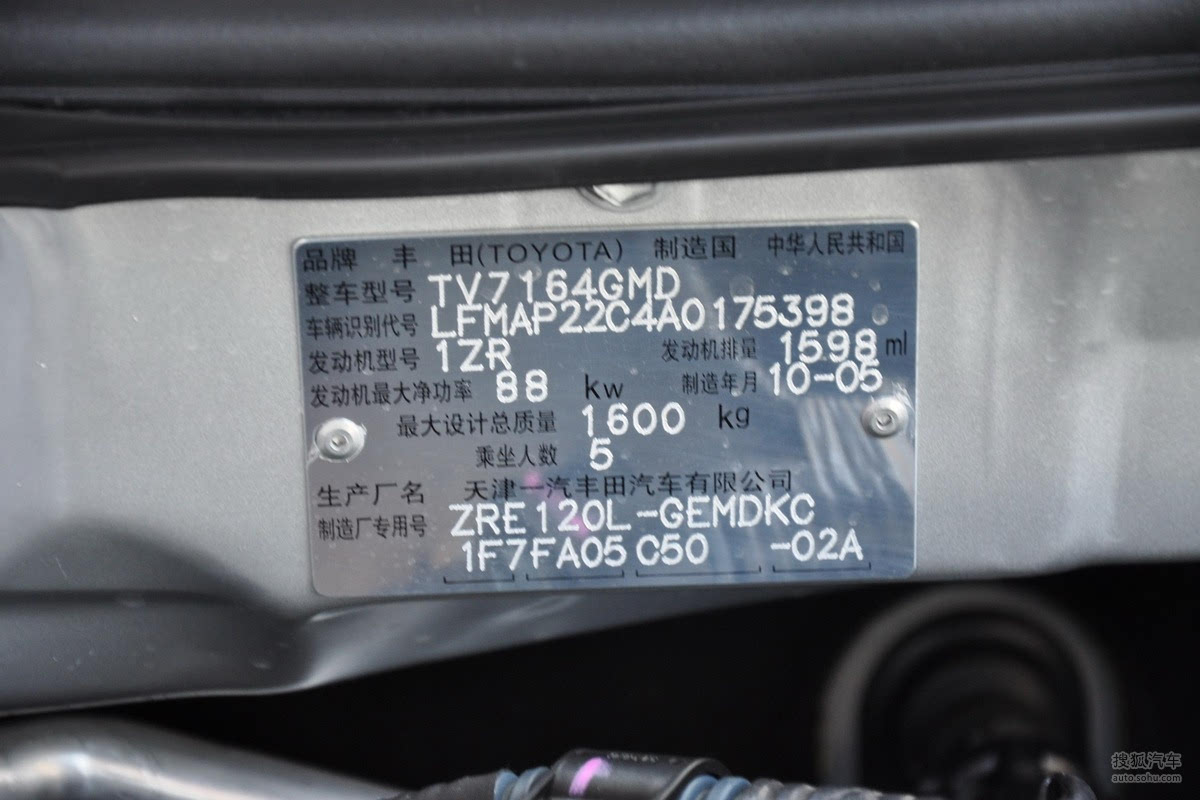 品牌 丰 田(TOYOTA) 制造国 中华人民共和国
整车型号 TV7164GMD
车辆识别代号 LFMAP22C4A0175398
发动机型号 1ZR 发动机排量 1598 ml
发动机最大净功率 88 kw 制造年月 10-05
最大设计总质量 1600 kg
乘坐人数 5
生产厂名 天津一汽丰田汽车有限公司
制造厂专用号 ZRE120L-GEMDKC
1F7FA05C50 -02A
搜狐汽车
auto.sohu.com